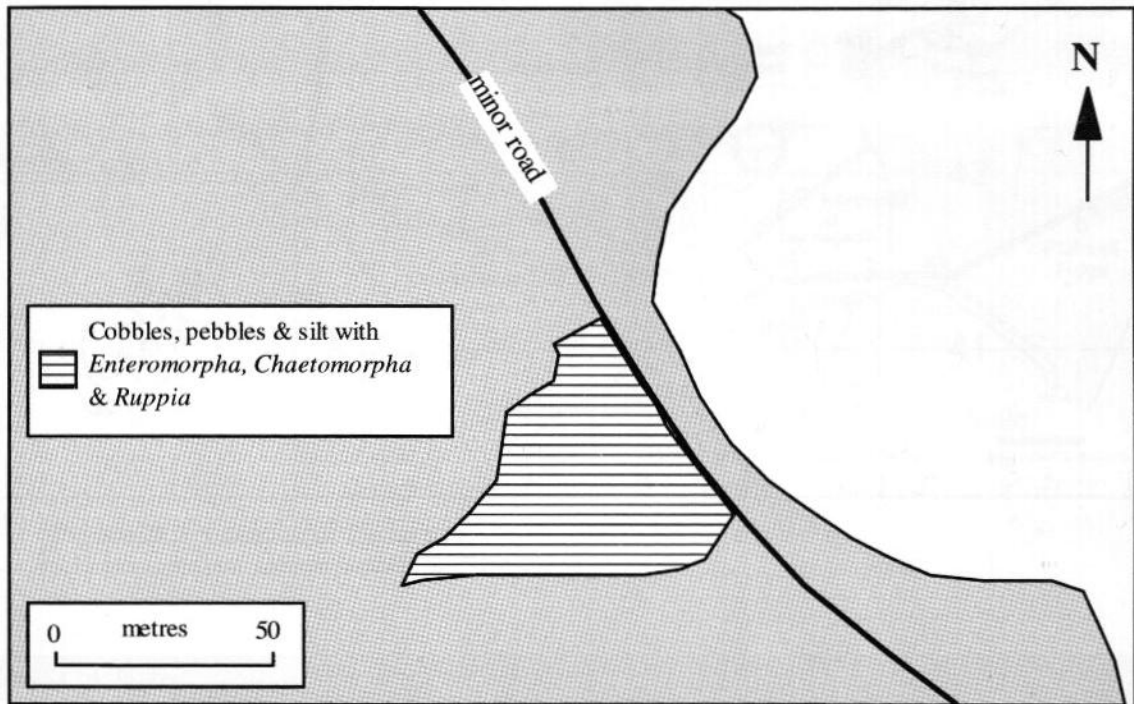 minor road
N
Cobbles, pebbles & silt with
Enteromorpha, Chaetomorpha
& Ruppia
0 metres 50